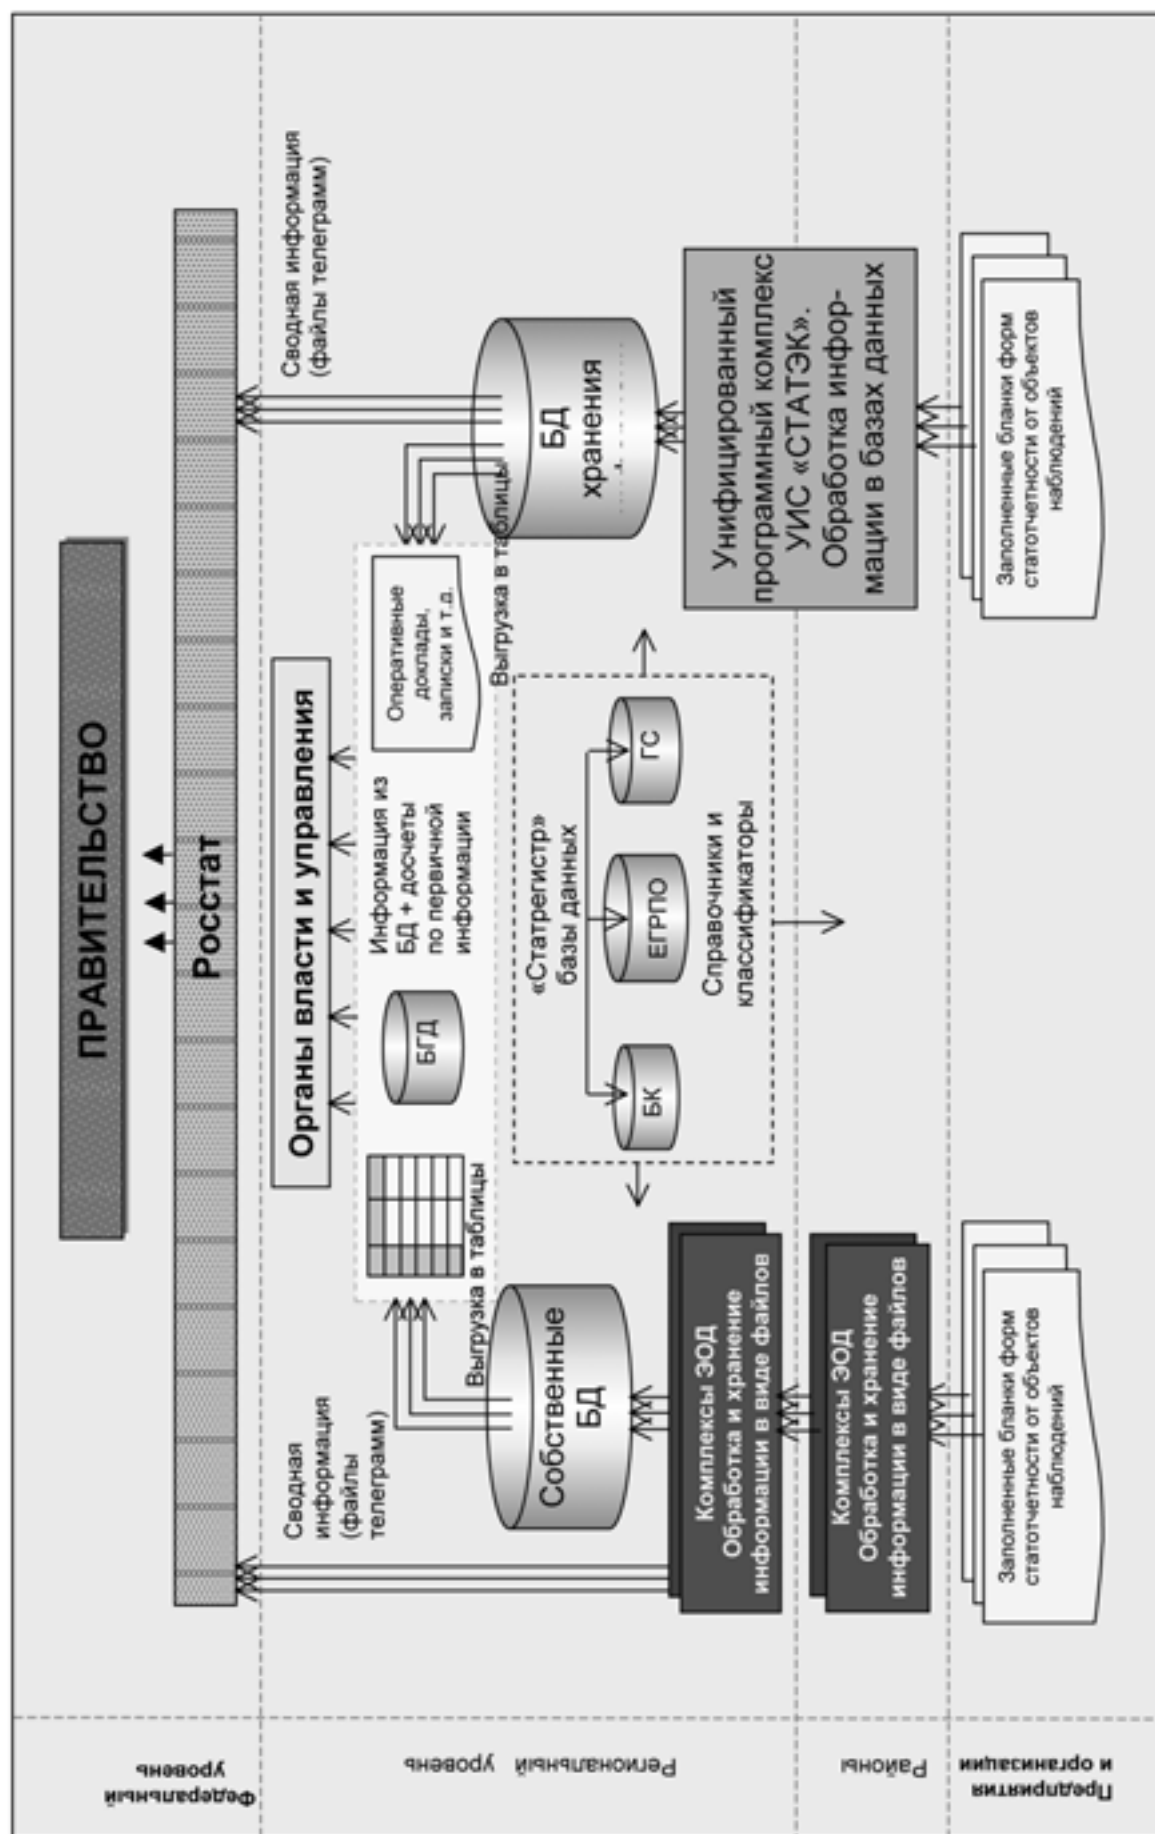 Федеральный
уровень
ПРАВИТЕЛЬСТВО
Росстат
Региональный уровень
Сводная
информация
(файлы
телеграмм)
Органы власти и управления
Сводная информация
(файлы телеграмм)
БГД
Информация из
БД + досчеты
по первичной
информации
Оперативные
доклады,
записки и т.д.
Выгрузка в таблицы
Выгрузка в таблицы
Собственные
БД
«Статрегистр»
базы данных
БК
ЕГРПО
ГС
Справочники и
классификаторы
БД
хранения
Комплексы ЭОД
Обработка и хранение
информации в виде файлов
Унифицированный
программный комплекс
УИС «СТАТЭК».
Обработка инфор-
мации в базах данных
Районы
Комплексы ЭОД
Обработка и хранение
информации в виде файлов
Предприятия
и организации
Заполненные бланки форм
статотчетности от объектов
наблюдений
Заполненные бланки форм
статотчетности от объектов
наблюдений